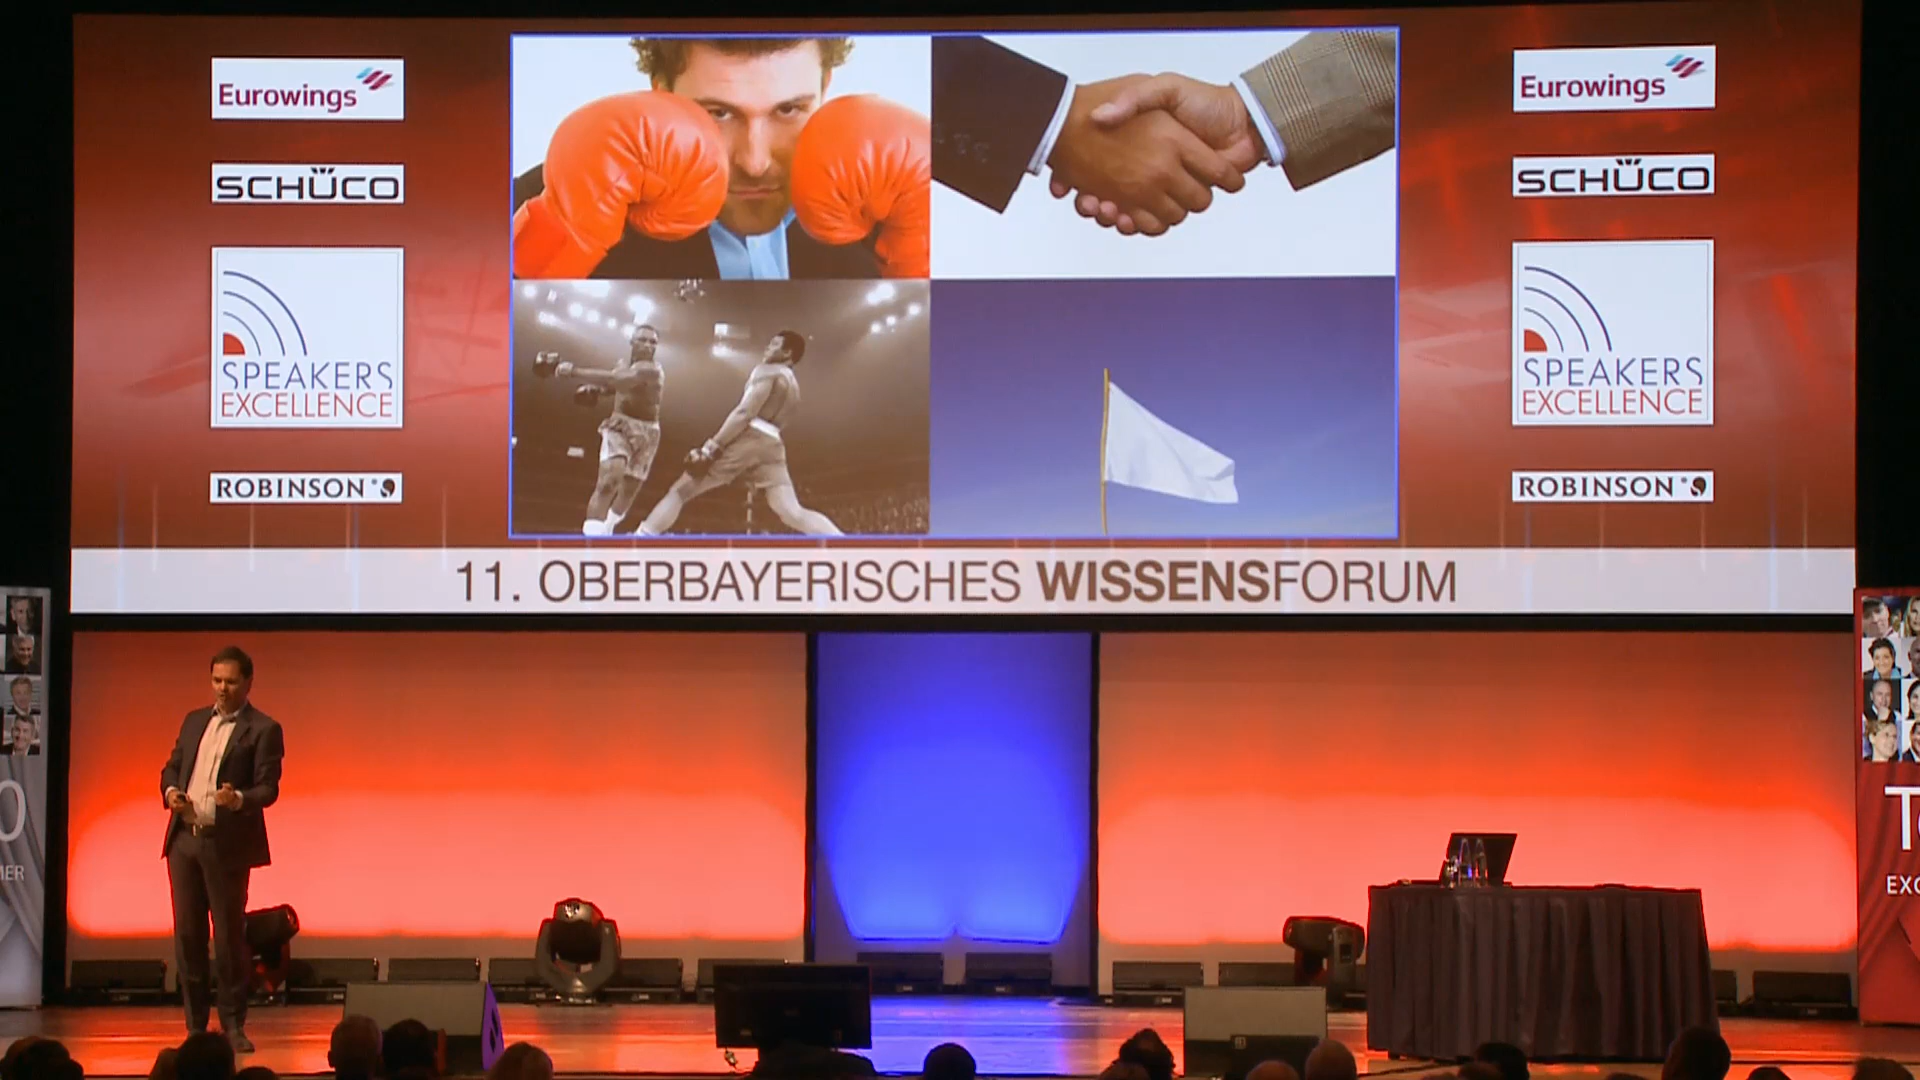 Eurowings
SCHÜCO
SPEAKERS
EXCELLENCE
ROBINSON
Eurowings
SCHÜCO
SPEAKERS
EXCELLENCE
ROBINSON
11. OBERBAYERISCHES WISSENSFORUM